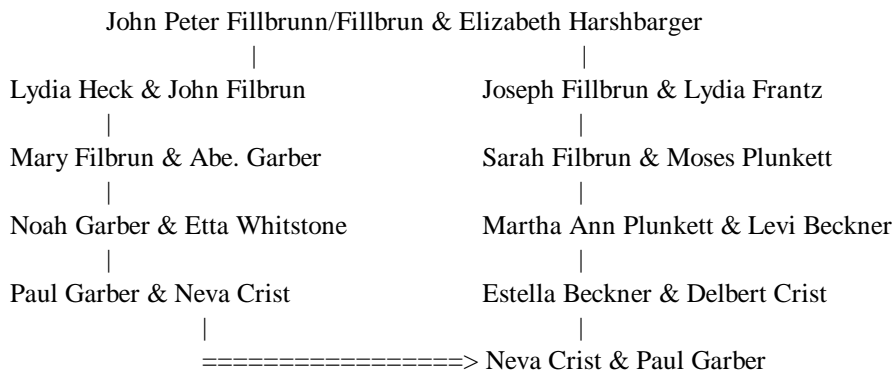 John Peter Fillbrunn/Fillbrun & Elizabeth Harshbarger
| |
Lydia Heck & John Filbrun Joseph Fillbrun & Lydia Frantz
| |
Mary Filbrun & Abe. Garber Sarah Filbrun & Moses Plunkett
| |
Noah Garber & Etta Whitstone Martha Ann Plunkett & Levi Beckner
| |
Paul Garber & Neva Crist Estella Beckner & Delbert Crist
| |
=================> Neva Crist & Paul Garber